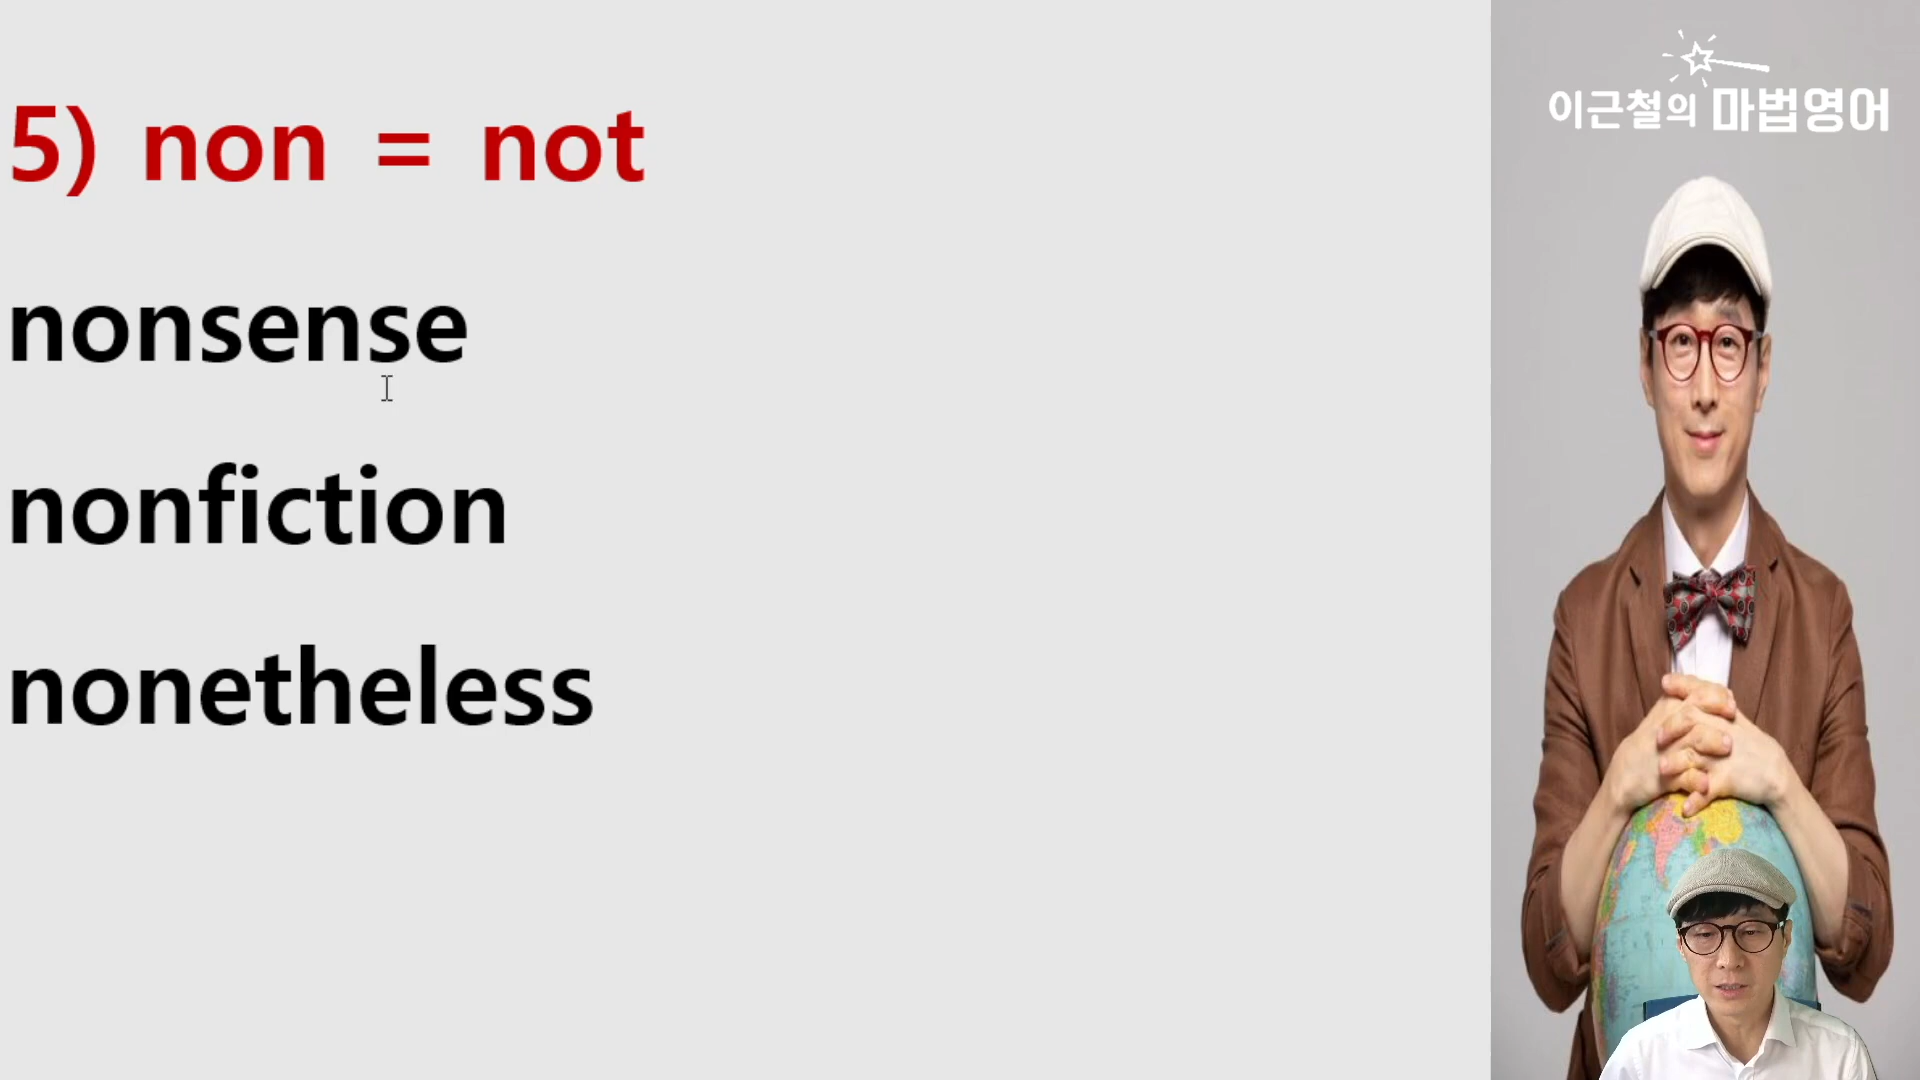 5) non = not
nonsense
nonfiction
nonetheless
이근철의 마법영어